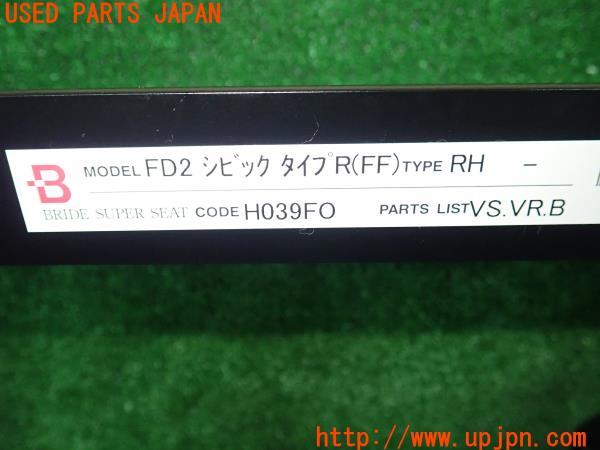 USED PARTS JAPAN
B MODEL FD2 シビック タイプR(FF) TYPE RH -
BRIDE SUPER SEAT CODE H039FO PARTS LIST VS.VR.B
http://www.upjpn.com/